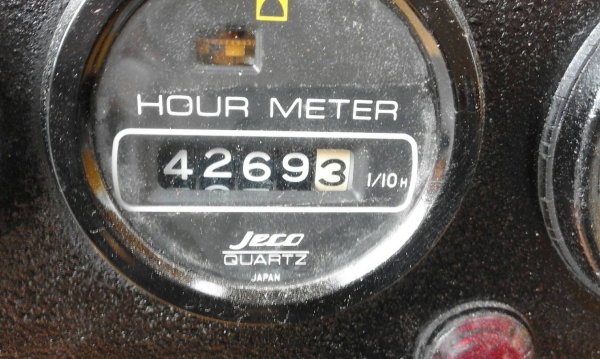 HOUR METER
42693 1/10H
Jeco
QUARTZ
JAPAN